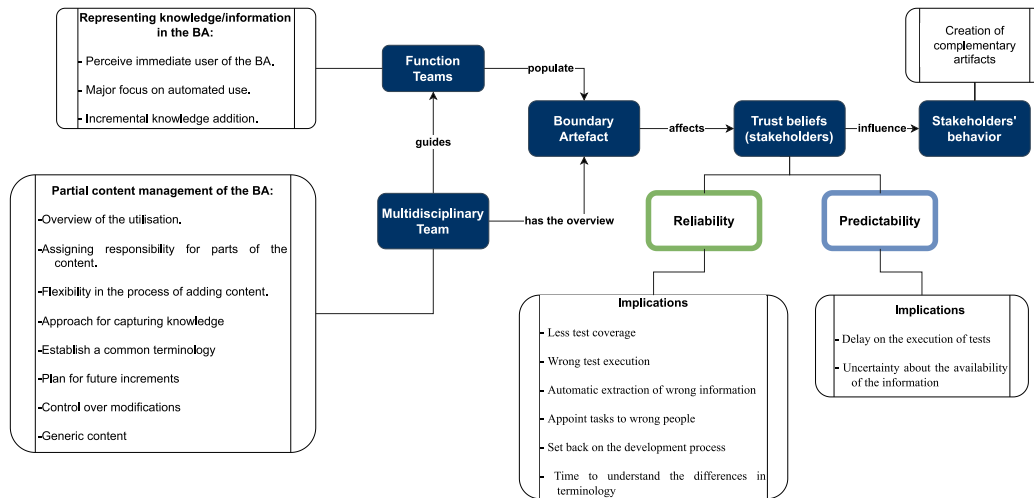 Representing knowledge/information
in the BA:
- Perceive immediate user of the BA.
- Major focus on automated use.
- Incremental knowledge addition.
Function
Teams
populate
Creation of
complementary
artifacts
Boundary
Artefact
affects
Trust beliefs
(stakeholders)
influence
Stakeholders'
behavior
guides
Partial content management of the BA:
-Overview of the utilisation.
-Assigning responsibility for parts of the
content.
-Flexibility in the process of adding content.
-Approach for capturing knowledge
-Establish a common terminology
-Plan for future increments
-Control over modifications
-Generic content
Multidisciplinary
Team
has the overview
Reliability
Predictability
Implications
- Less test coverage
- Wrong test execution
- Automatic extraction of wrong information
- Appoint tasks to wrong people
- Set back on the development process
- Time to understand the differences in
terminology
Implications
- Delay on the execution of tests
- Uncertainty about the availability
of the information